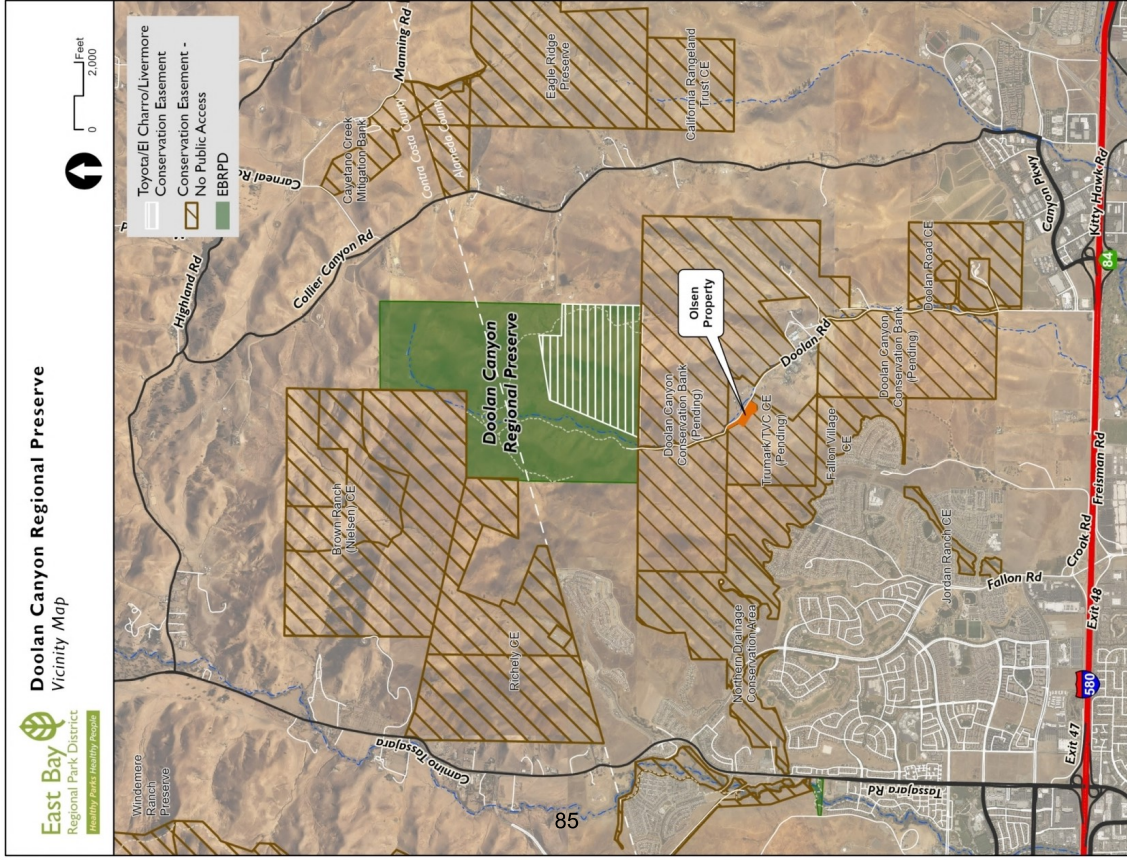 Doolan Canyon Regional Preserve
Vicinity Map
East Bay
Regional Park District
Healthy Parks Healthy People
0
2,000
Feet
Toyota/El Charro/Livermore
Conservation Easement
Conservation Easement -
No Public Access
EBRPD
Windemere
Ranch
Preserve
Highland Rd
Carneal Rd
Manning Rd
Collier Canyon Rd
Cayetano Creek
Mitigation Bank
Contra Costa County
Alameda County
Eagle Ridge
Preserve
California Rangeland
Trust CE
Brown Ranch
(Nielsen) CE
Doolan Canyon
Regional Preserve
Richely CE
Camino Tassajara
Olsen
Property
Doolan Canyon
Conservation Bank
(Pending)
Trumark/TVC CE
(Pending)
Doolan Rd
Fallon Village
CE
Doolan Canyon
Conservation Bank
(Pending)
Doolan Road CE
Northern Drainage
Conservation Area
Jordan Ranch CE
Fallon Rd
Croak Rd
Freisman Rd
Canyon Pkwy
Kitty Hawk Rd
84
Tassajara Rd
Exit 47
580
Exit 48
85